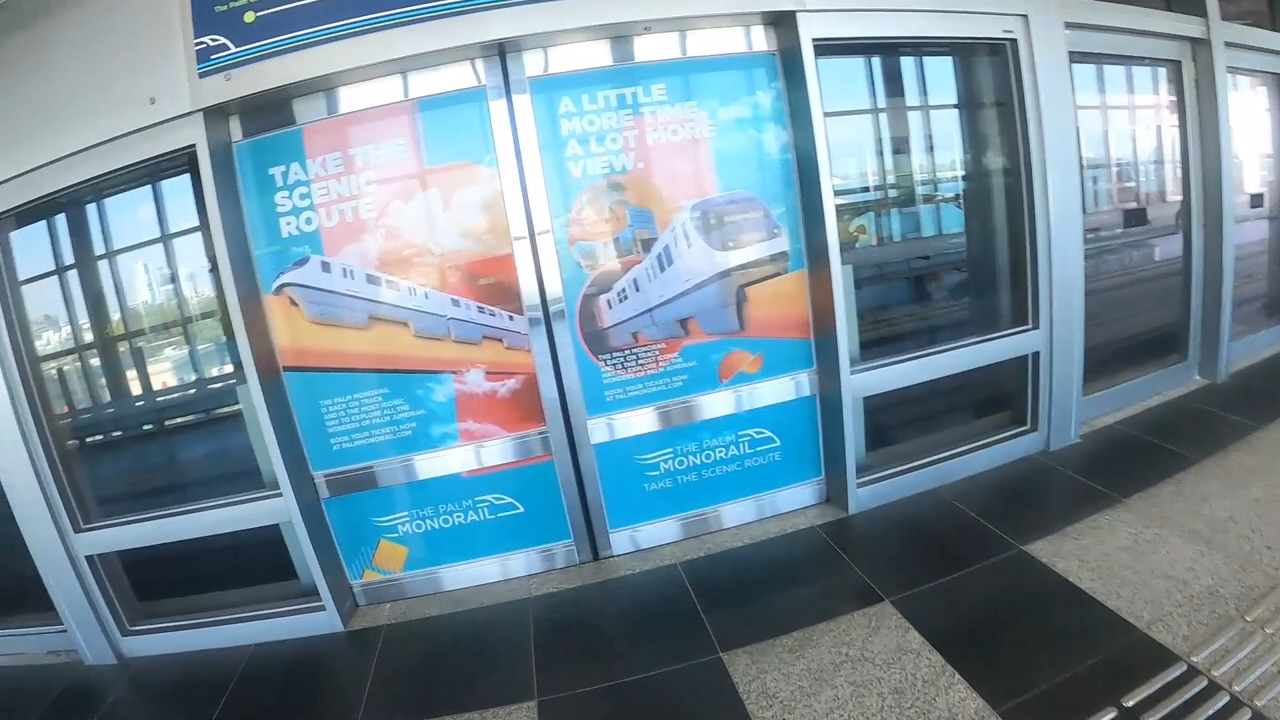 The Palm
TAKE THE
SCENIC
ROUTE
THE PALM MONORAIL
IS BACK ON TRACK
AND IS THE MOST ICONIC
WAY TO EXPLORE ALL THE
WONDERS OF PALM JUMEIRAH.
BOOK YOUR TICKETS NOW
AT PALMMONORAIL.COM
THE PALM
MONORAIL
A LITTLE
MORE TIME,
A LOT MORE
VIEW.
THE PALM MONORAIL
IS BACK ON TRACK
AND IS THE MOST ICONIC
WAY TO EXPLORE ALL THE
WONDERS OF PALM JUMEIRAH.
BOOK YOUR TICKETS NOW
AT PALMMONORAIL.COM
THE PALM
MONORAIL
TAKE THE SCENIC ROUTE